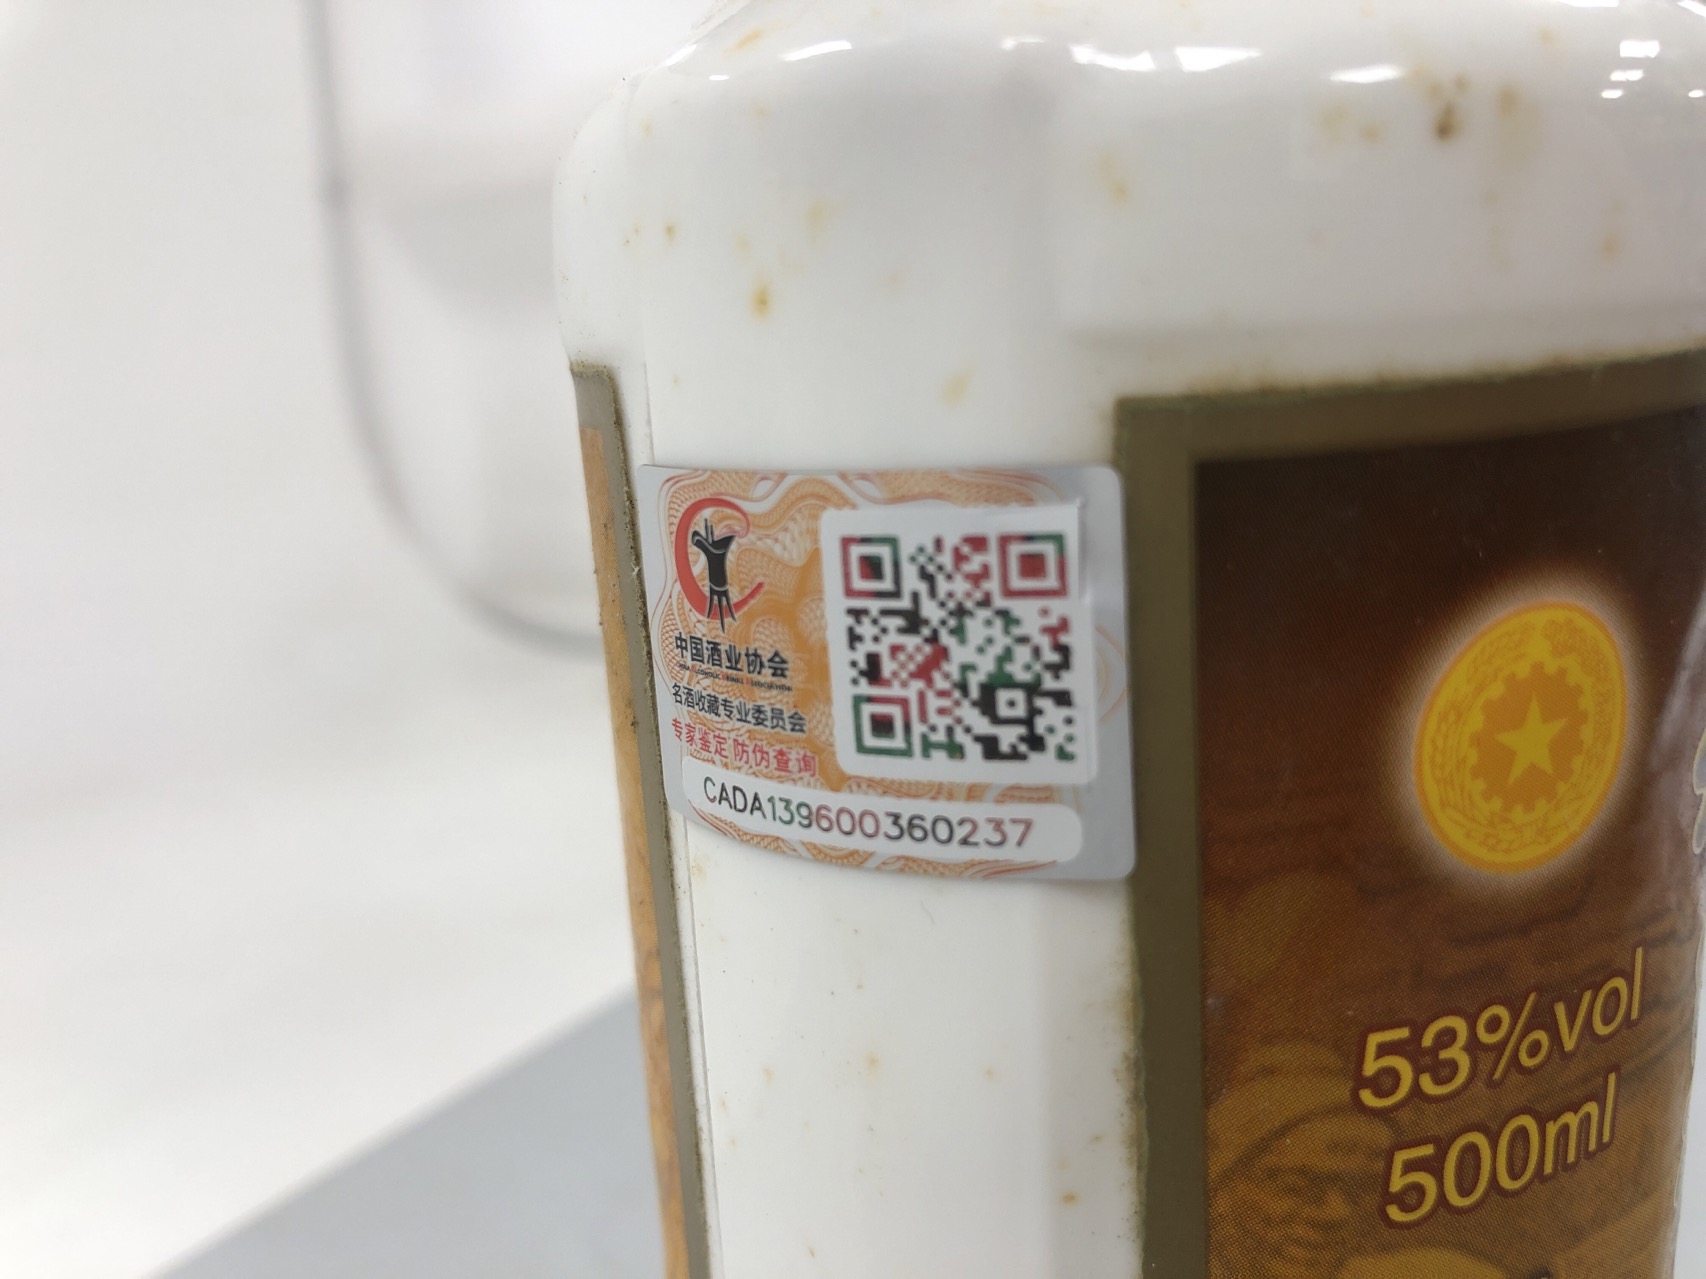 中国酒业协会
名酒收藏专业委员会
专家鉴定 防伪查询
CADA139600360237
53%vol
500ml